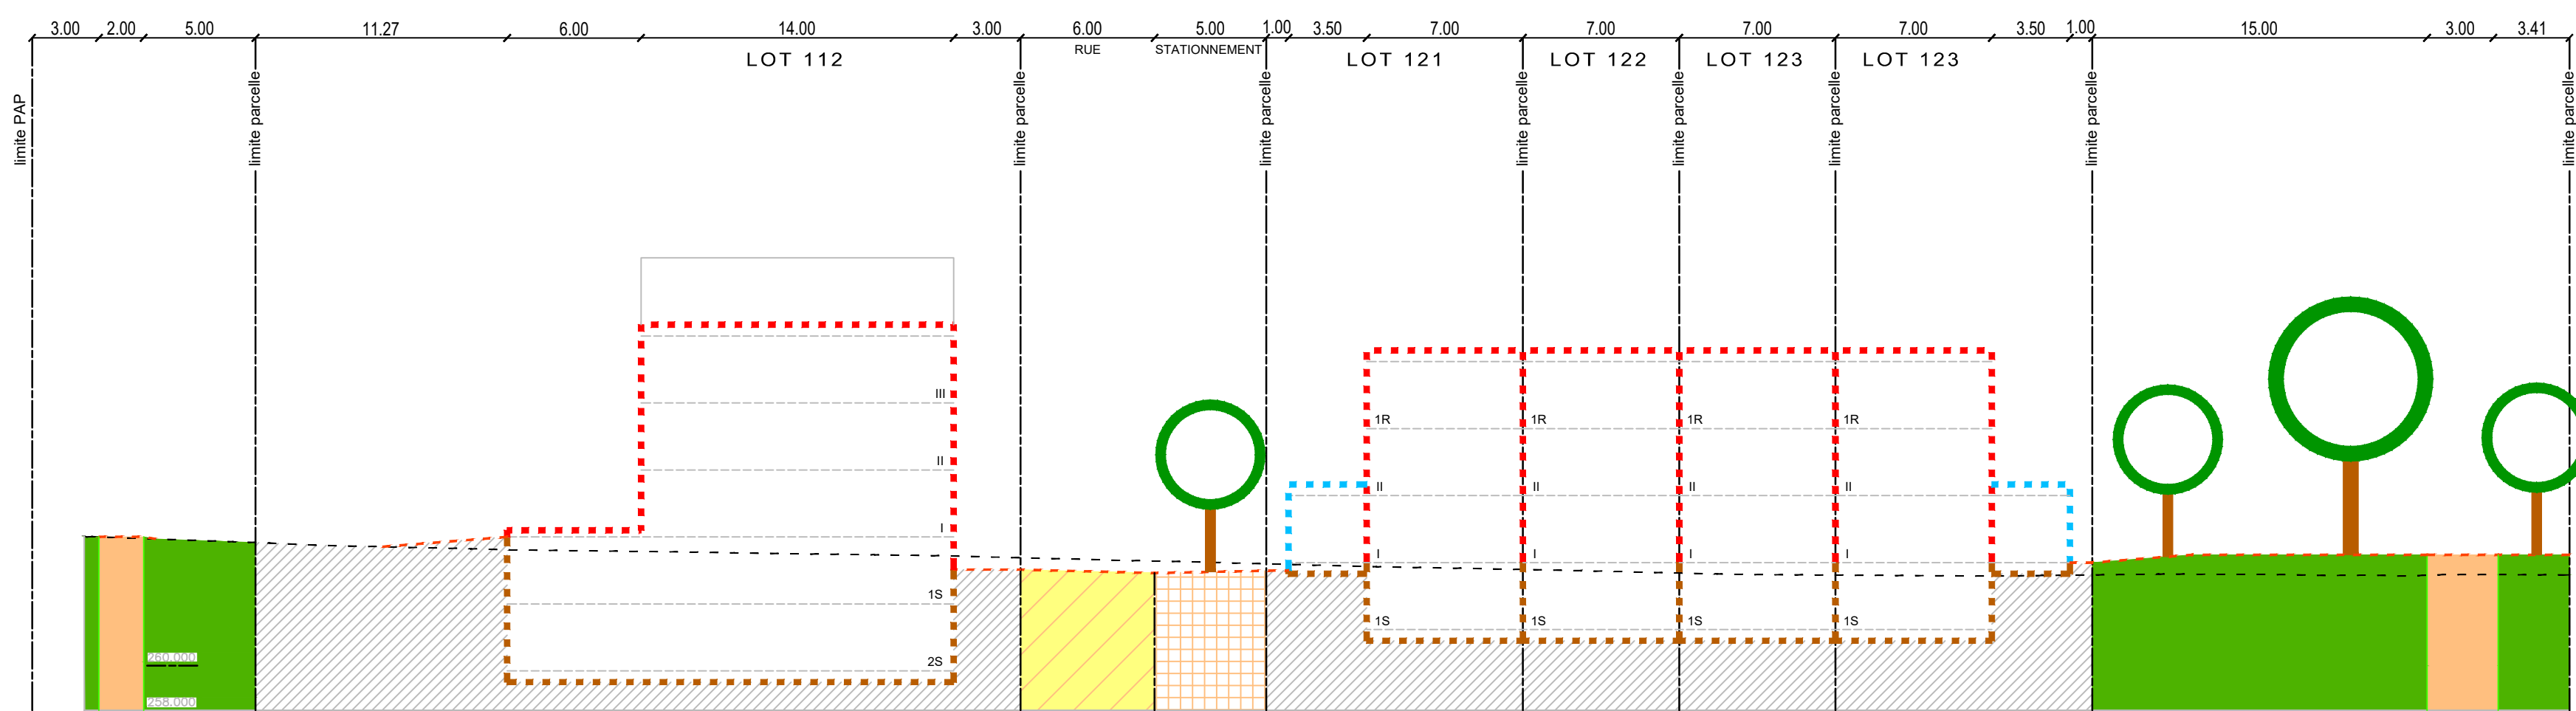 3.00 2.00 5.00 11.27 6.00 14.00 3.00 6.00 5.00 1.00 3.50 7.00 7.00 7.00 7.00 3.50 1.00 15.00 3.00 3.41
RUE STATIONNEMENT
LOT 112 LOT 121 LOT 122 LOT 123 LOT 123
limite PAP
limite parcelle
limite parcelle
limite parcelle
limite parcelle
limite parcelle
limite parcelle
limite parcelle
limite parcelle
III
II
I
1S
2S
1R 1R 1R 1R
II II II II
I I I I
1S 1S 1S 1S
260.000
258.000